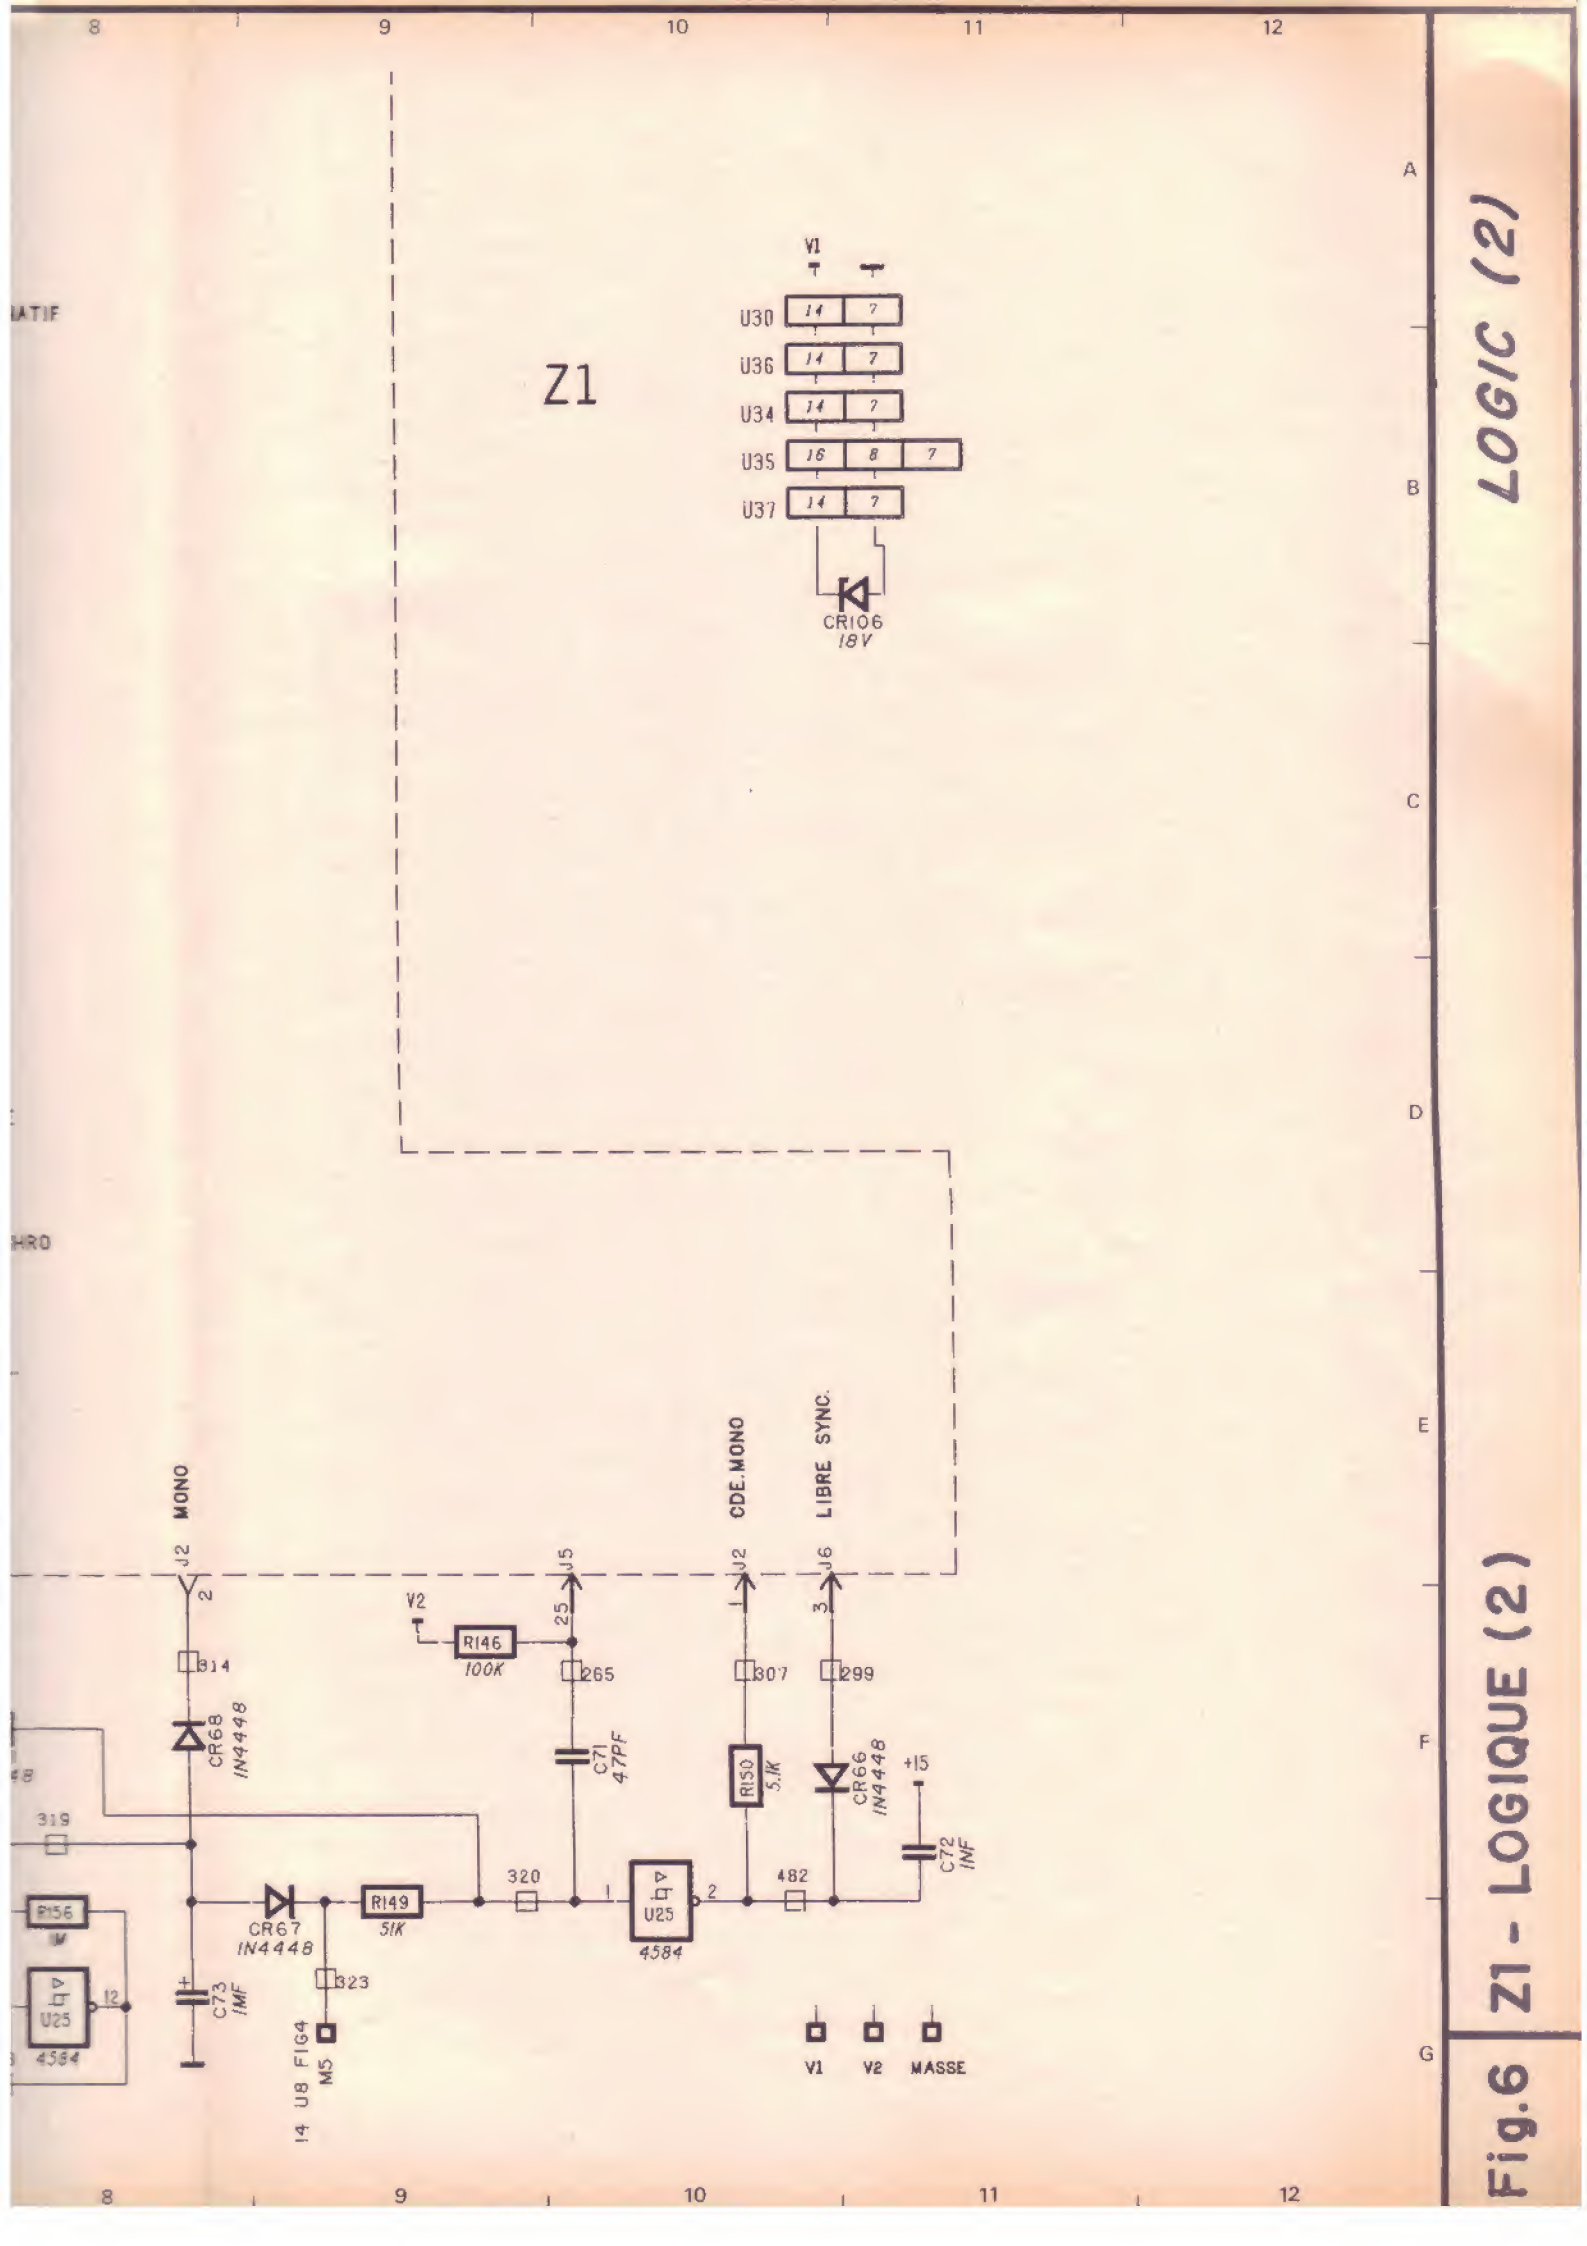 8 9 10 11 12
A
V1
U30 14 7
U36 14 7
Z1
U34 14 7
U35 16 8 7
B
U37 14 7
CR106
18V
C
D
E
MONO
CDE.MONO
LIBRE SYNC.
J2
J5
J2
J6
2
V2
25
1
3
R146
100K
314
265
307
299
CR68
1N4448
C71
47PF
R150
5.1K
CR66
1N4448
+15
F
319
320
482
C72
1NF
R156
1M
CR67
1N4448
R149
51K
1
U25
2
4584
U25
12
4584
+
C73
1MF
323
14 U8 FIG4
M5
V1 V2 MASSE
G
8 9 10 11 12
LOGIC (2)
Z1 - LOGIQUE (2)
Fig.6